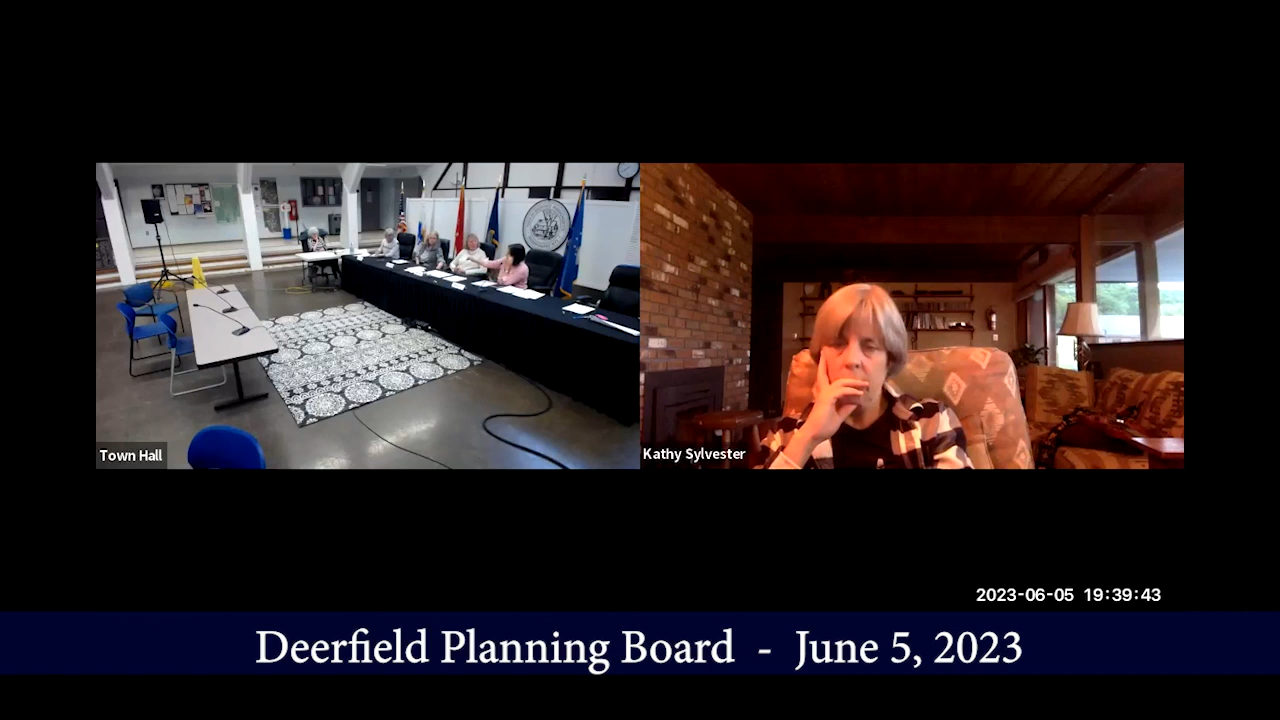 Town Hall
Kathy Sylvester
2023-06-05 19:39:43
Deerfield Planning Board - June 5, 2023